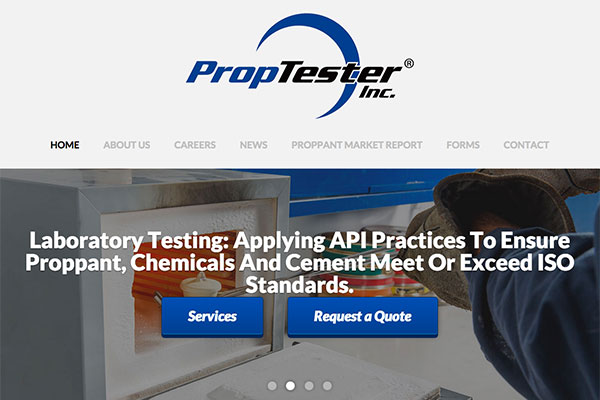 PropTester®
Inc.
HOME ABOUT US CAREERS NEWS PROPPANT MARKET REPORT FORMS CONTACT
Laboratory Testing: Applying API Practices To Ensure
Proppant, Chemicals And Cement Meet Or Exceed ISO
Standards.
Services Request a Quote